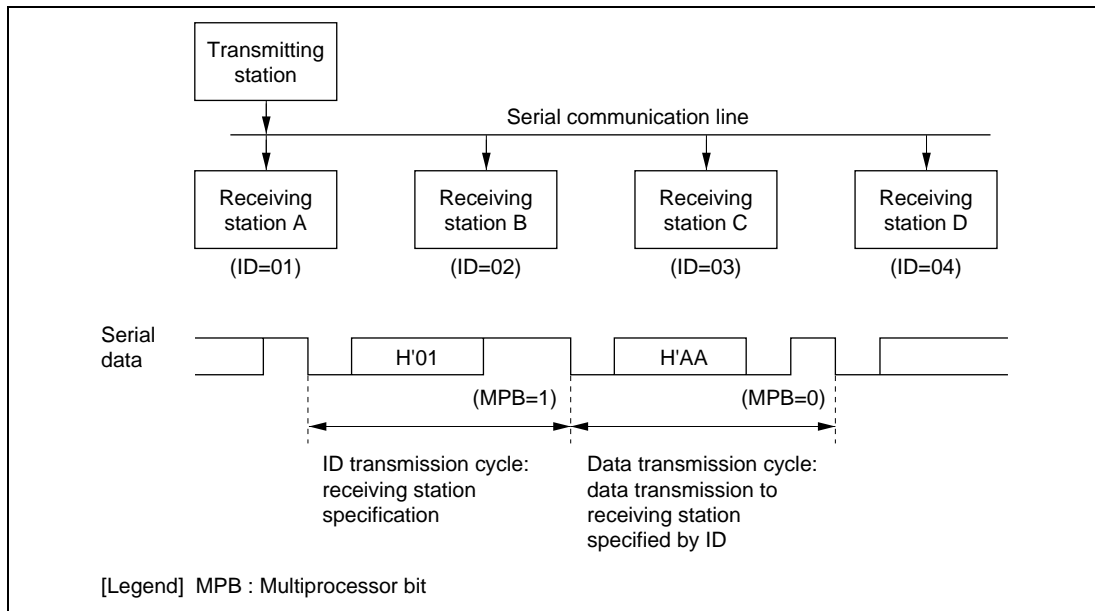 Transmitting
station
Serial communication line
Receiving
station A
Receiving
station B
Receiving
station C
Receiving
station D
(ID=01)
(ID=02)
(ID=03)
(ID=04)
Serial
data
H'01
H'AA
(MPB=1)
(MPB=0)
ID transmission cycle:
receiving station
specification
Data transmission cycle:
data transmission to
receiving station
specified by ID
[Legend] MPB : Multiprocessor bit